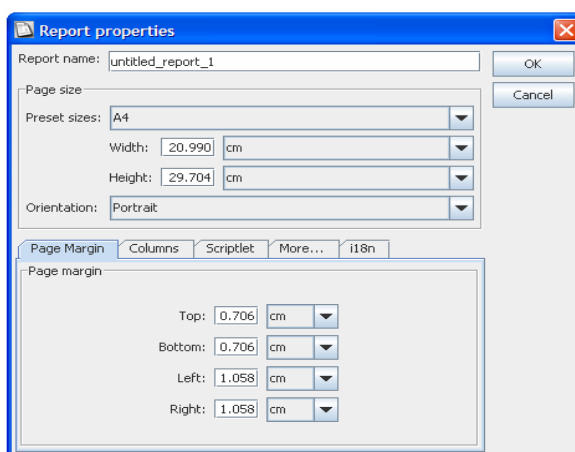 Report properties
Report name: untitled_report_1
OK
Page size
Cancel
Preset sizes: A4
Width: 20.990 cm
Height: 29.704 cm
Orientation: Portrait
Page Margin Columns Scriptlet More... i18n
Page margin
Top: 0.706 cm
Bottom: 0.706 cm
Left: 1.058 cm
Right: 1.058 cm